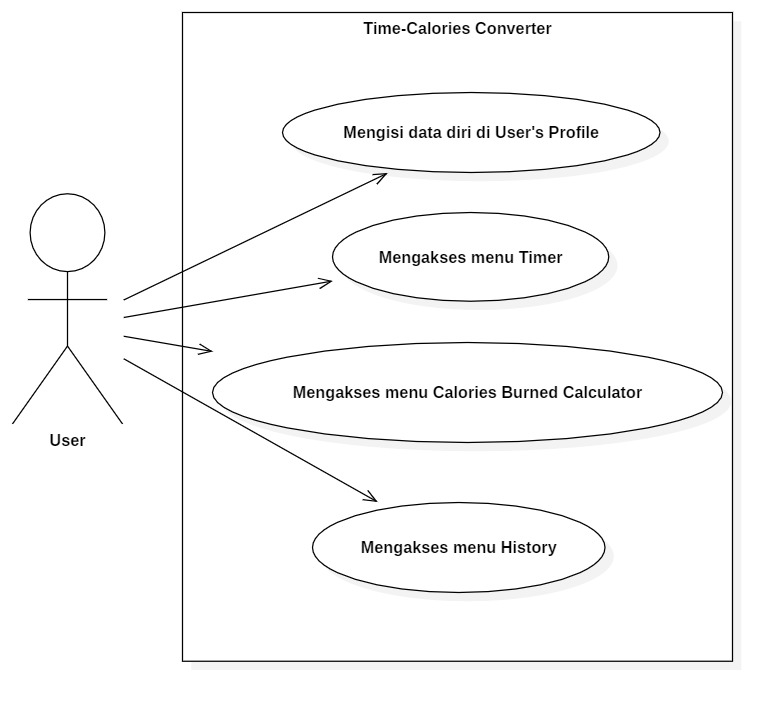 Time-Calories Converter
Mengisi data diri di User's Profile
Mengakses menu Timer
Mengakses menu Calories Burned Calculator
User
Mengakses menu History